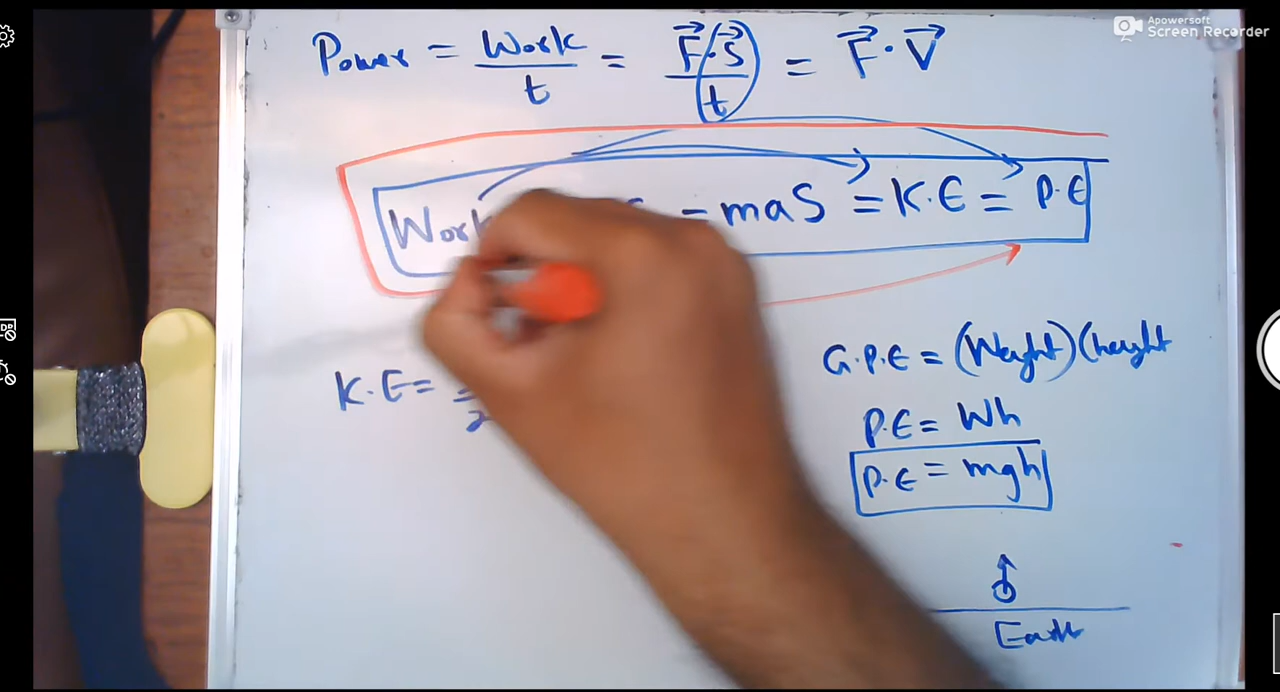 Apowersoft
Screen Recorder
Power = Work/t = F⃗·S⃗/t = F⃗·V⃗
Work = maS = K.E = P.E
G.P.E = (Weight)(height
K.E =
P.E = Wh
P.E = mgh
Earth